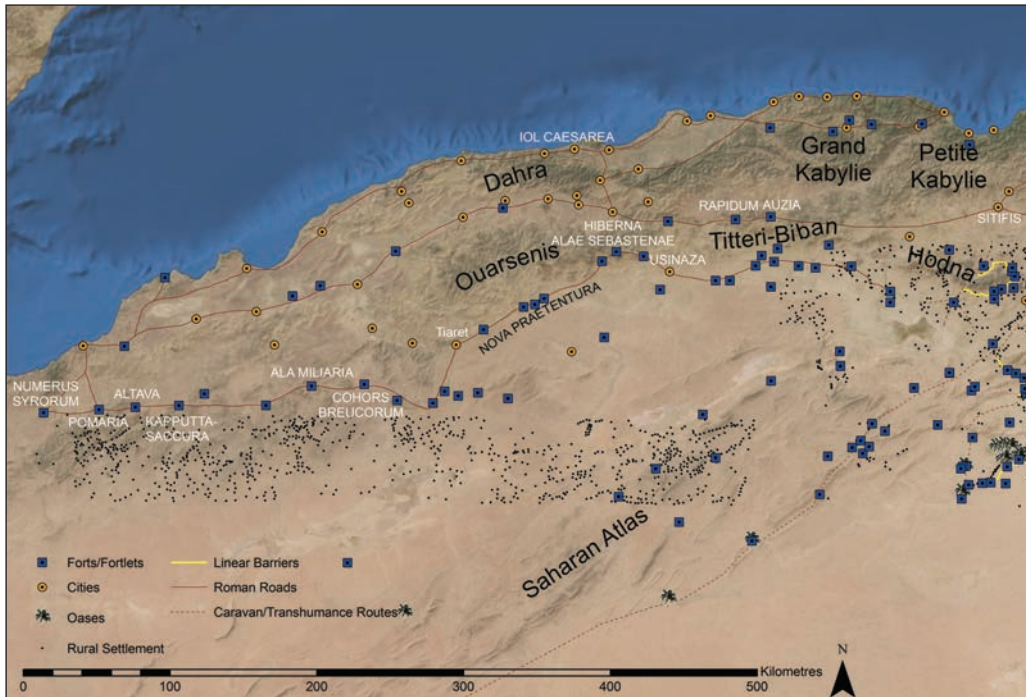 IOL CAESAREA
Dahra
Grand
Kabylie
Petite
Kabylie
RAPIDUM AUZIA
SITIFIS
HIBERNA
ALAE SEBASTENAE
Titteri-Biban
Hodna
USINAZA
Ouarsenis
NOVA PRAETENTURA
Tiaret
NUMERUS
SYRORUM
POMARIA
ALTAVA
KAPPUTTA-
SACCURA
ALA MILIARIA
COHORS
BREUCORUM
Saharan Atlas
Forts/Fortlets
Cities
Oases
Rural Settlement
Linear Barriers
Roman Roads
Caravan/Transhumance Routes
N
Kilometres
0 100 200 300 400 500